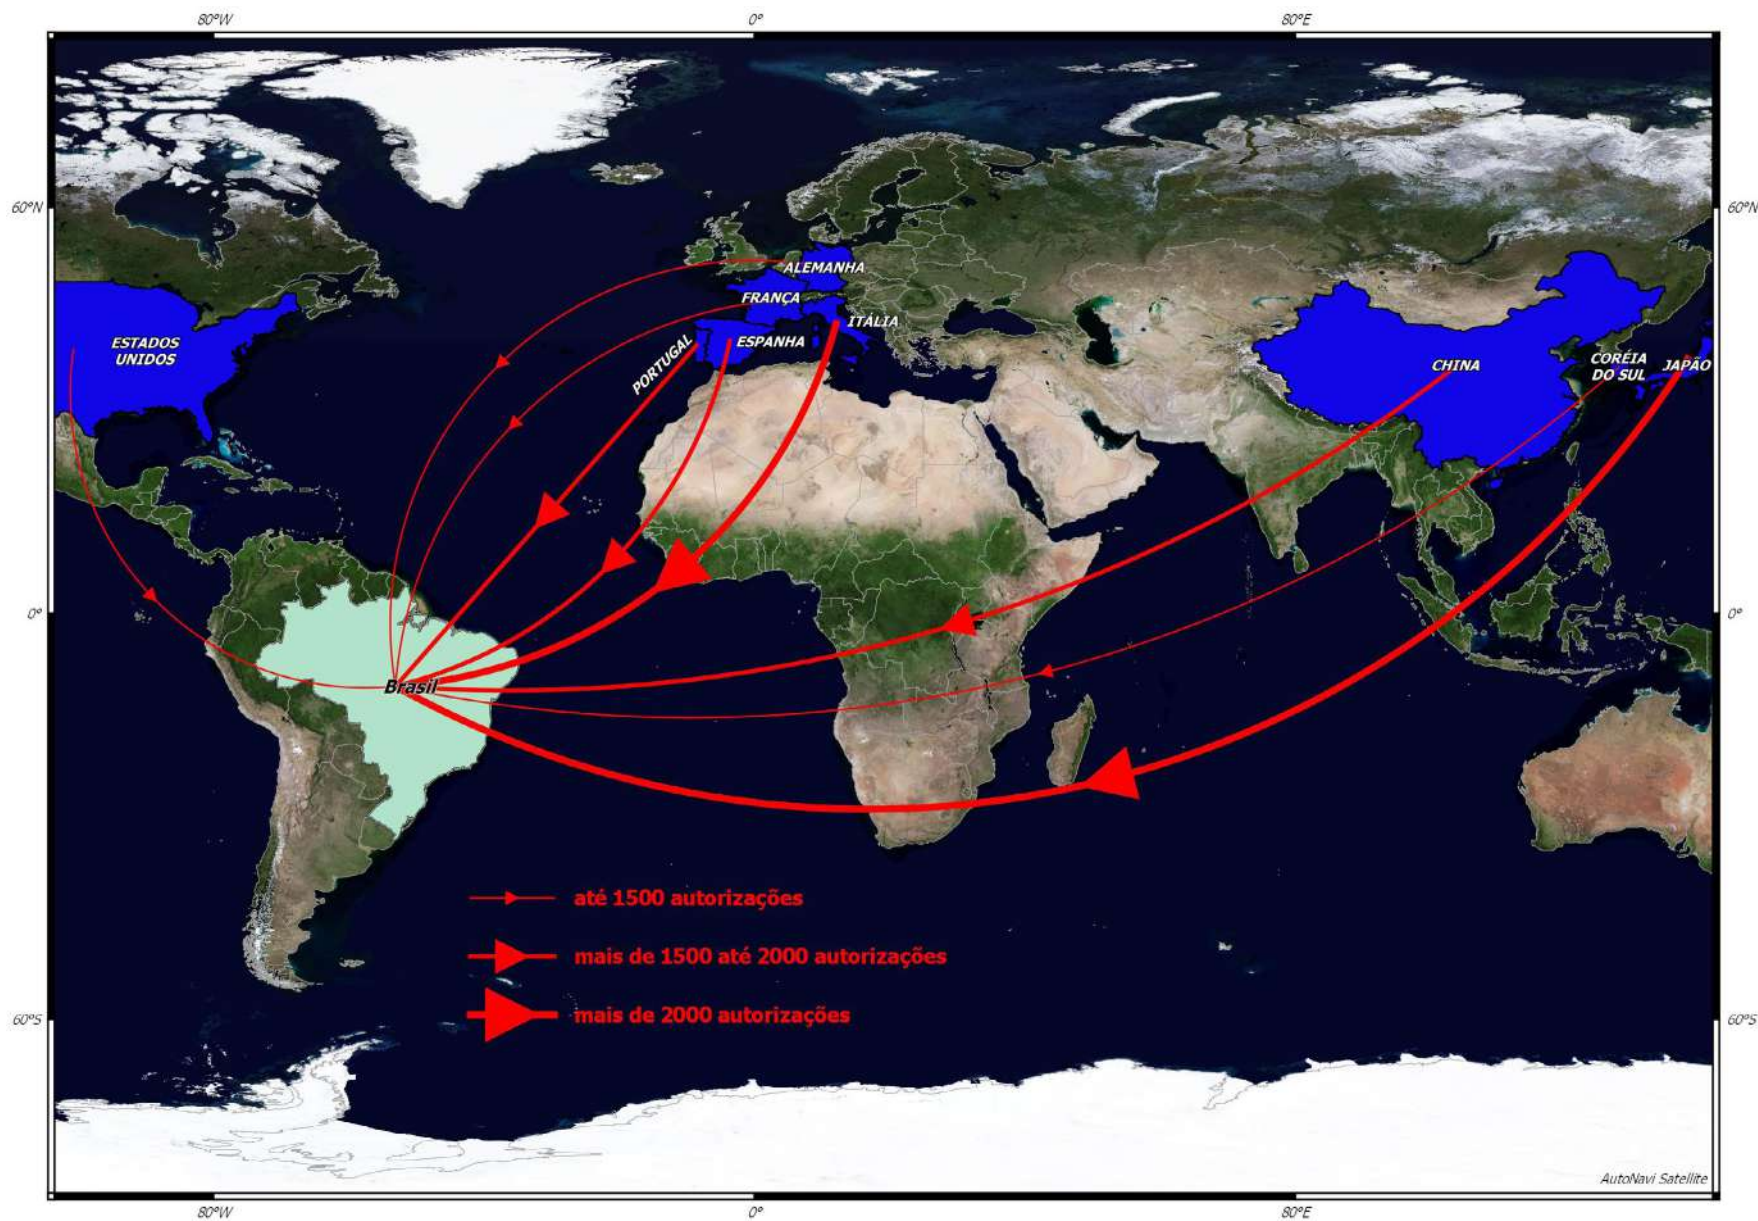 80°W
0°
80°E
60°N
60°N
ALEMANHA
FRANÇA
ITÁLIA
ESTADOS
UNIDOS
PORTUGAL
ESPANHA
CHINA
CORÉIA
DO SUL
JAPÃO
0°
0°
Brasil
até 1500 autorizações
mais de 1500 até 2000 autorizações
mais de 2000 autorizações
60°S
60°S
AutoNavi Satellite
80°W
0°
80°E